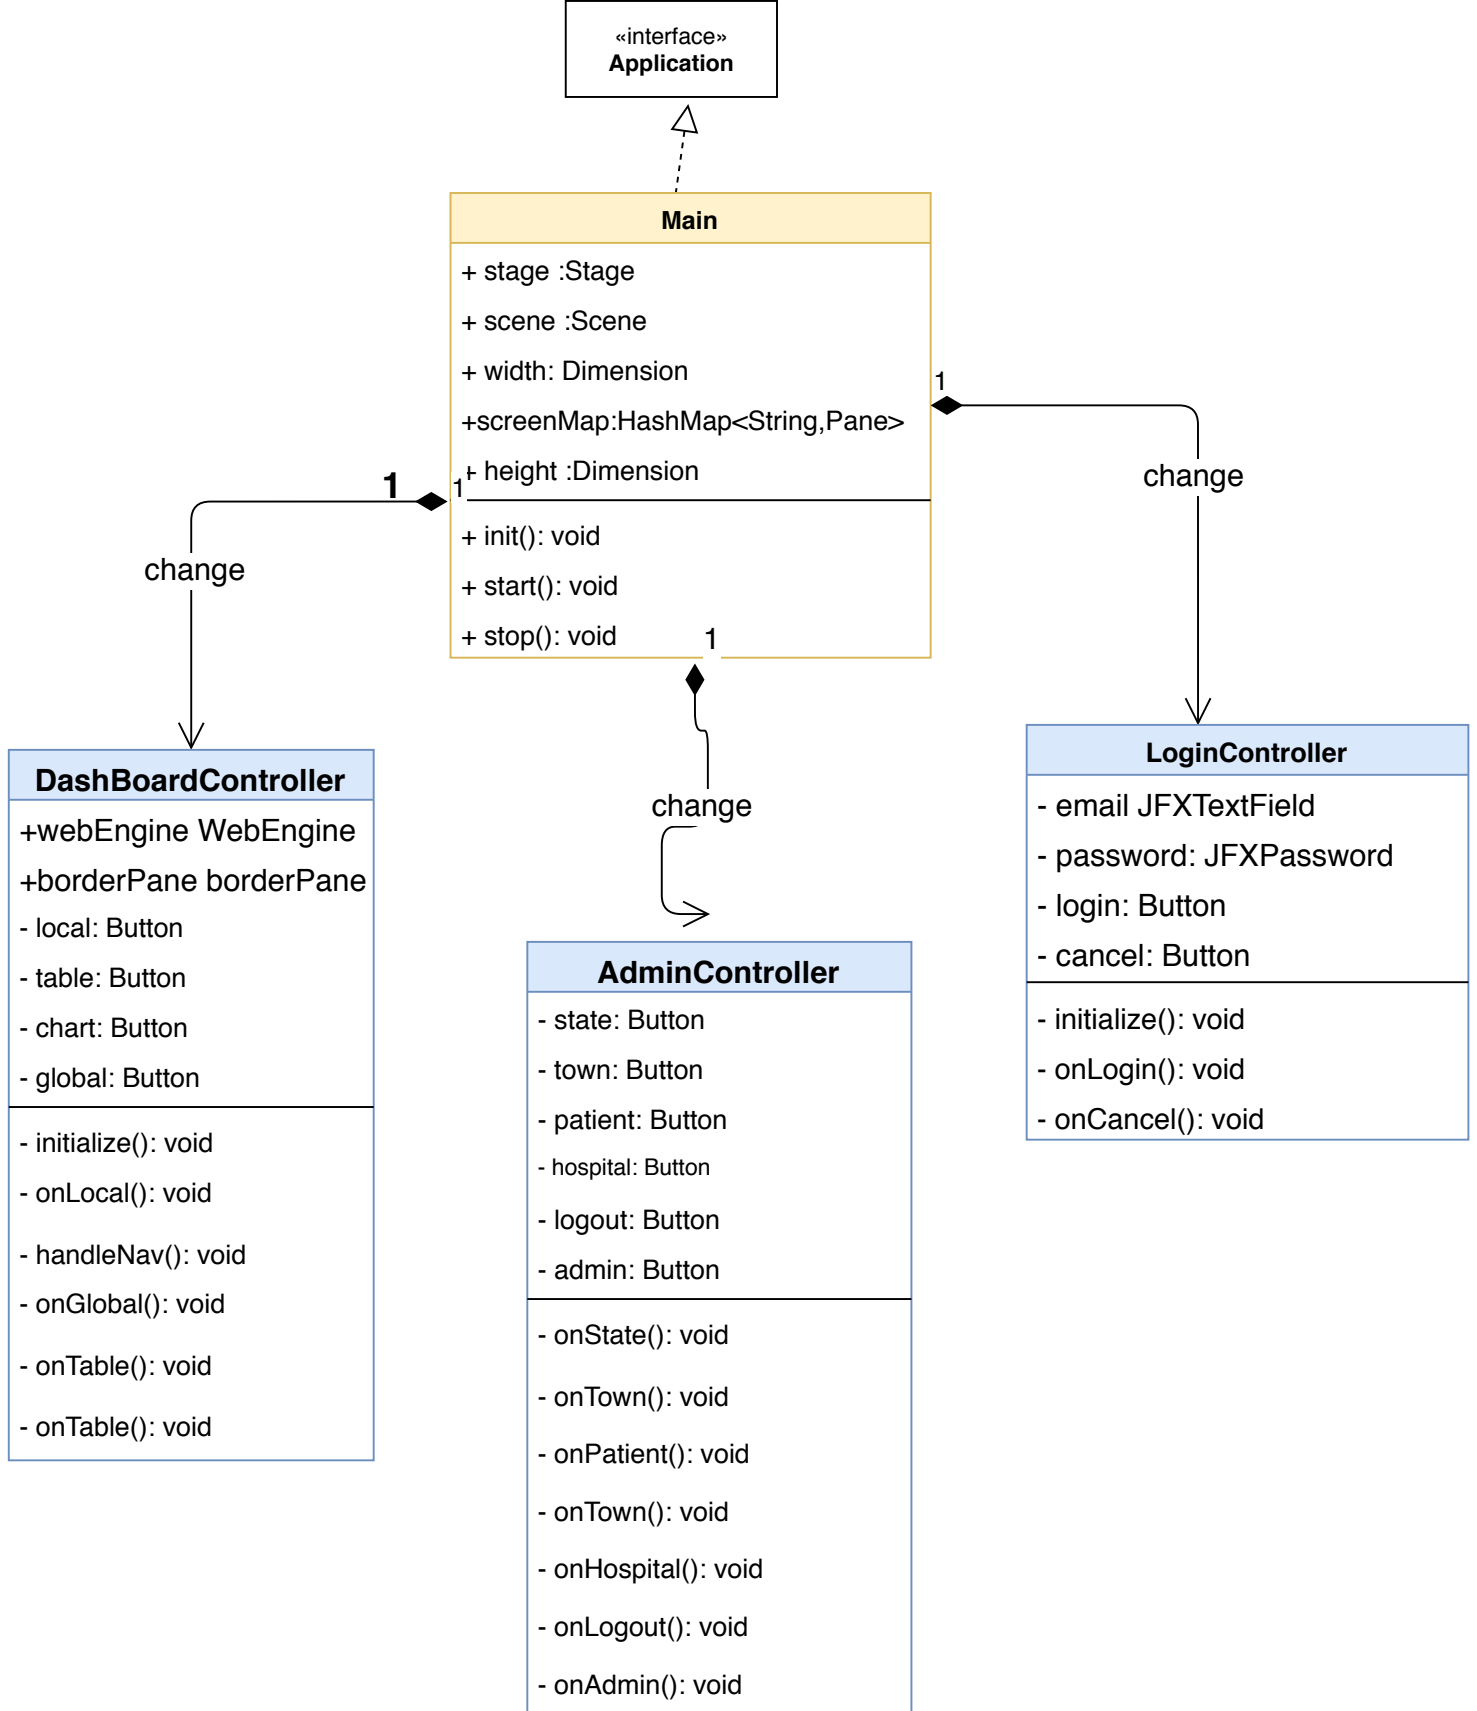 «interface»
Application
Main
+ stage :Stage
+ scene :Scene
+ width: Dimension
+screenMap:HashMap<String,Pane>
+ height :Dimension
+ init(): void
+ start(): void
+ stop(): void
1
1
1
1
change
change
change
DashBoardController
+webEngine WebEngine
+borderPane borderPane
- local: Button
- table: Button
- chart: Button
- global: Button
- initialize(): void
- onLocal(): void
- handleNav(): void
- onGlobal(): void
- onTable(): void
- onTable(): void
AdminController
- state: Button
- town: Button
- patient: Button
- hospital: Button
- logout: Button
- admin: Button
- onState(): void
- onTown(): void
- onPatient(): void
- onTown(): void
- onHospital(): void
- onLogout(): void
- onAdmin(): void
LoginController
- email JFXTextField
- password: JFXPassword
- login: Button
- cancel: Button
- initialize(): void
- onLogin(): void
- onCancel(): void